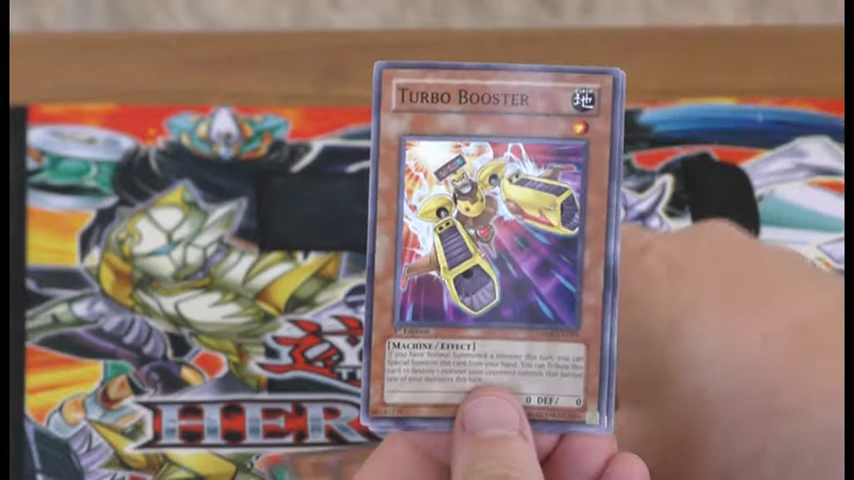 TURBO BOOSTER
地
1st Edition
[MACHINE/EFFECT]
If you have Normal Summoned a monster this turn, you can
Special Summon this card from your hand. You can Tribute this
card to destroy 1 monster your opponent controls that battled
one of your monsters this turn.
0 DEF/ 0
HER